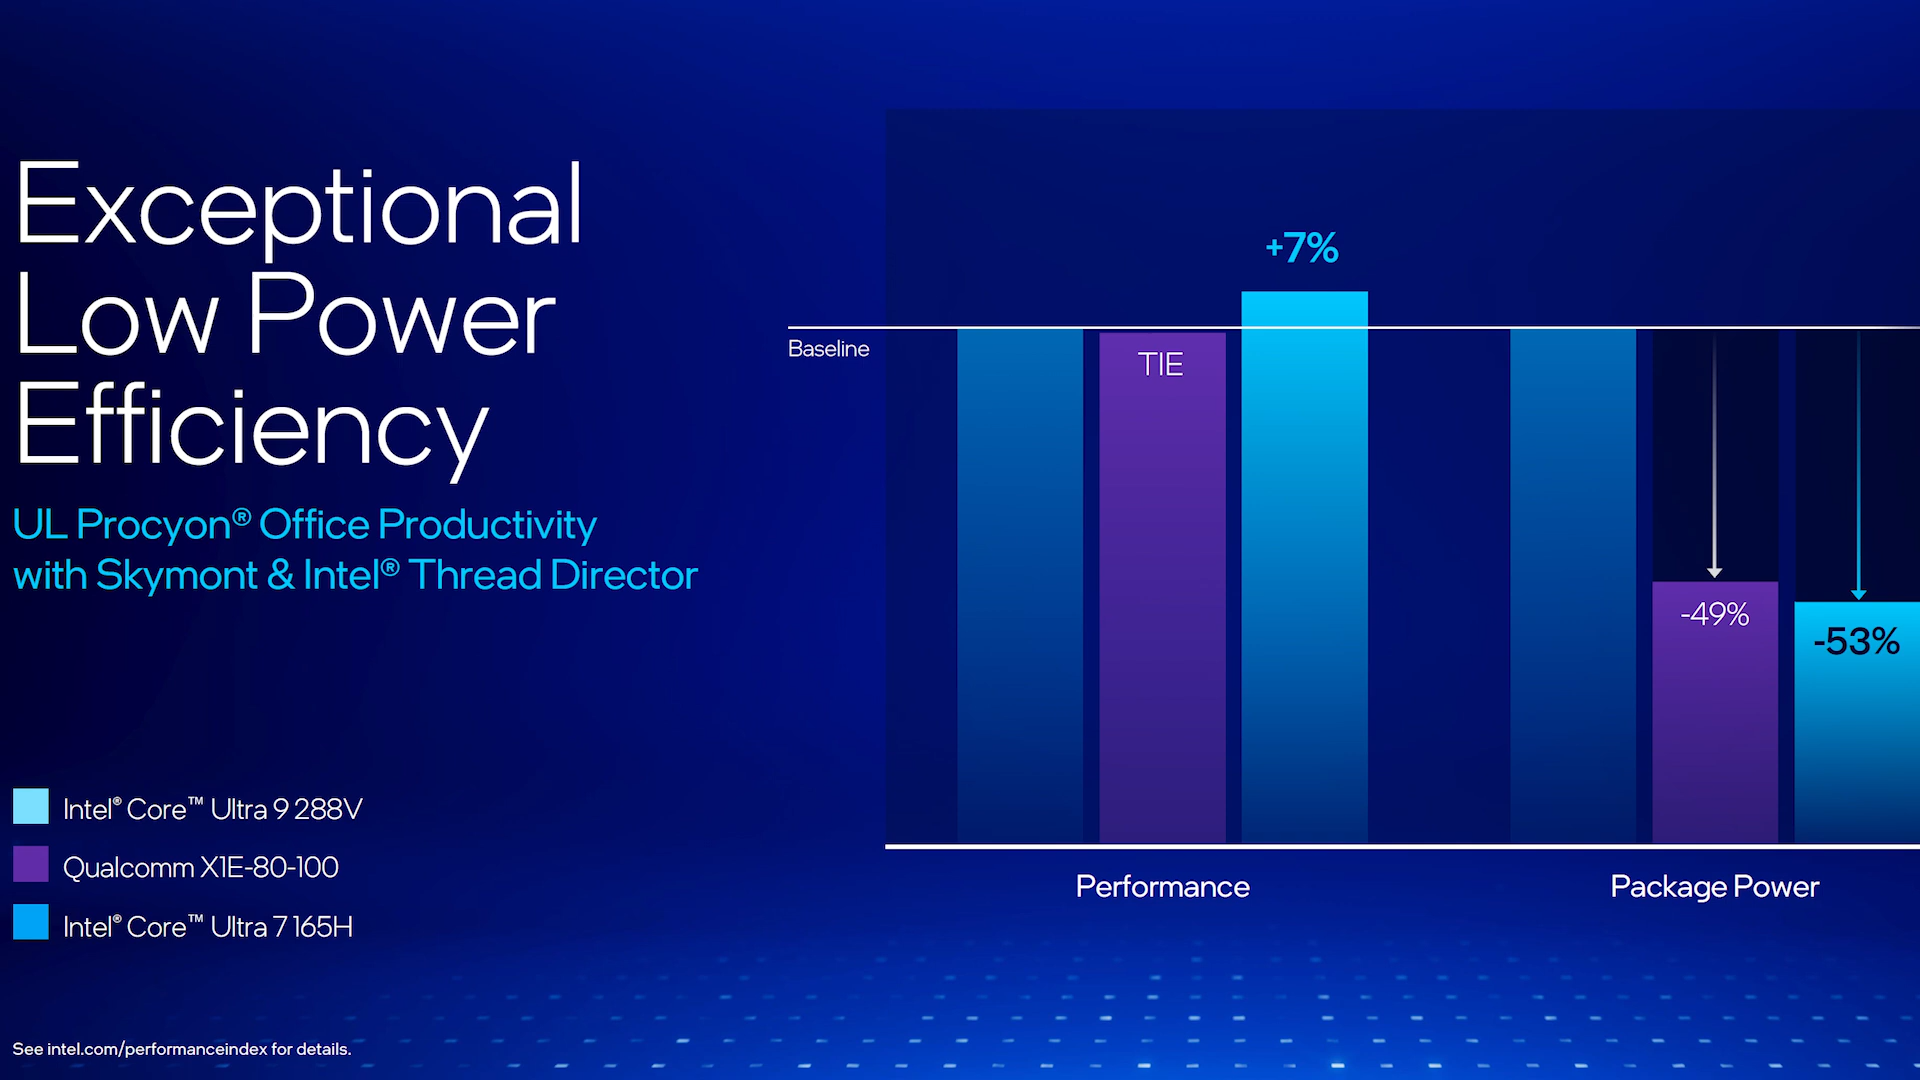 Exceptional
Low Power
Efficiency
UL Procyon® Office Productivity
with Skymont & Intel® Thread Director
Intel® Core™ Ultra 9 288V
Qualcomm X1E-80-100
Intel® Core™ Ultra 7 165H
See intel.com/performanceindex for details.
+7%
Baseline
TIE
-49%
-53%
Performance
Package Power